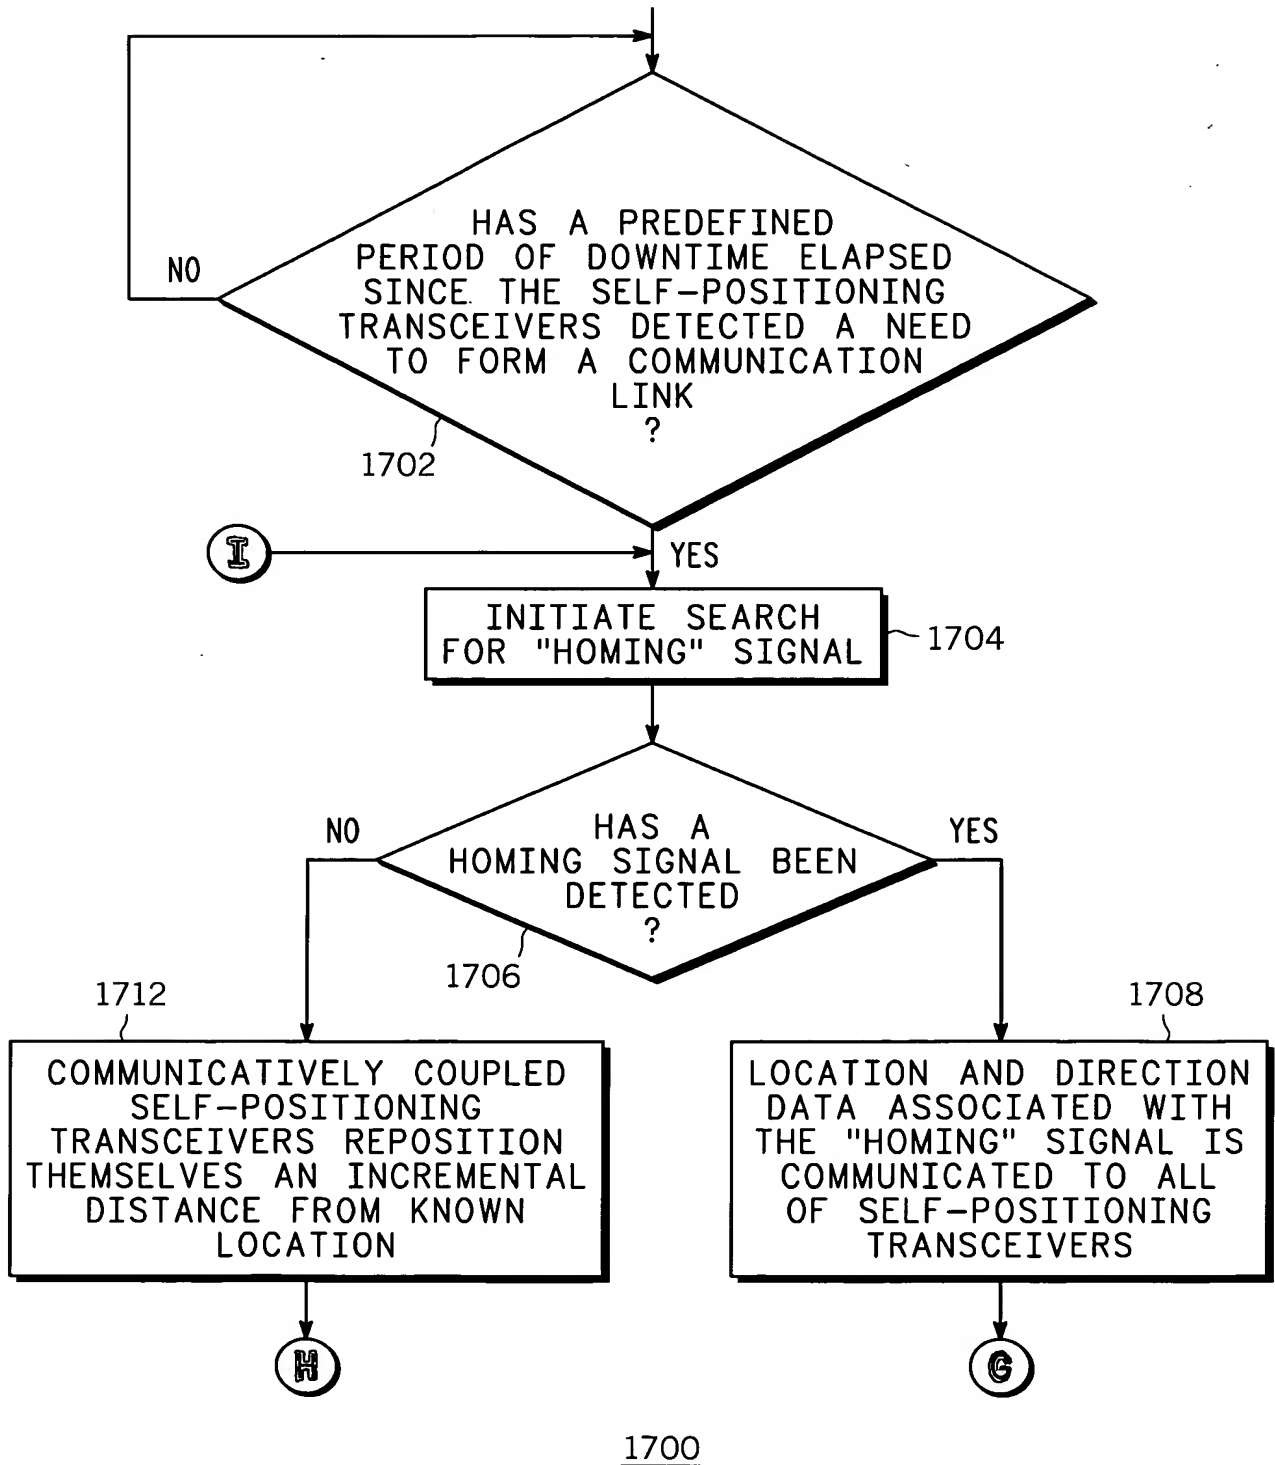 HAS A PREDEFINED
PERIOD OF DOWNTIME ELAPSED
SINCE THE SELF-POSITIONING
TRANSCEIVERS DETECTED A NEED
TO FORM A COMMUNICATION
LINK
?
NO
1702
I
YES
INITIATE SEARCH
FOR "HOMING" SIGNAL
1704
NO
HAS A
HOMING SIGNAL BEEN
DETECTED
?
YES
1706
1712
1708
COMMUNICATIVELY COUPLED
SELF-POSITIONING
TRANSCEIVERS REPOSITION
THEMSELVES AN INCREMENTAL
DISTANCE FROM KNOWN
LOCATION
LOCATION AND DIRECTION
DATA ASSOCIATED WITH
THE "HOMING" SIGNAL IS
COMMUNICATED TO ALL
OF SELF-POSITIONING
TRANSCEIVERS
H
G
1700